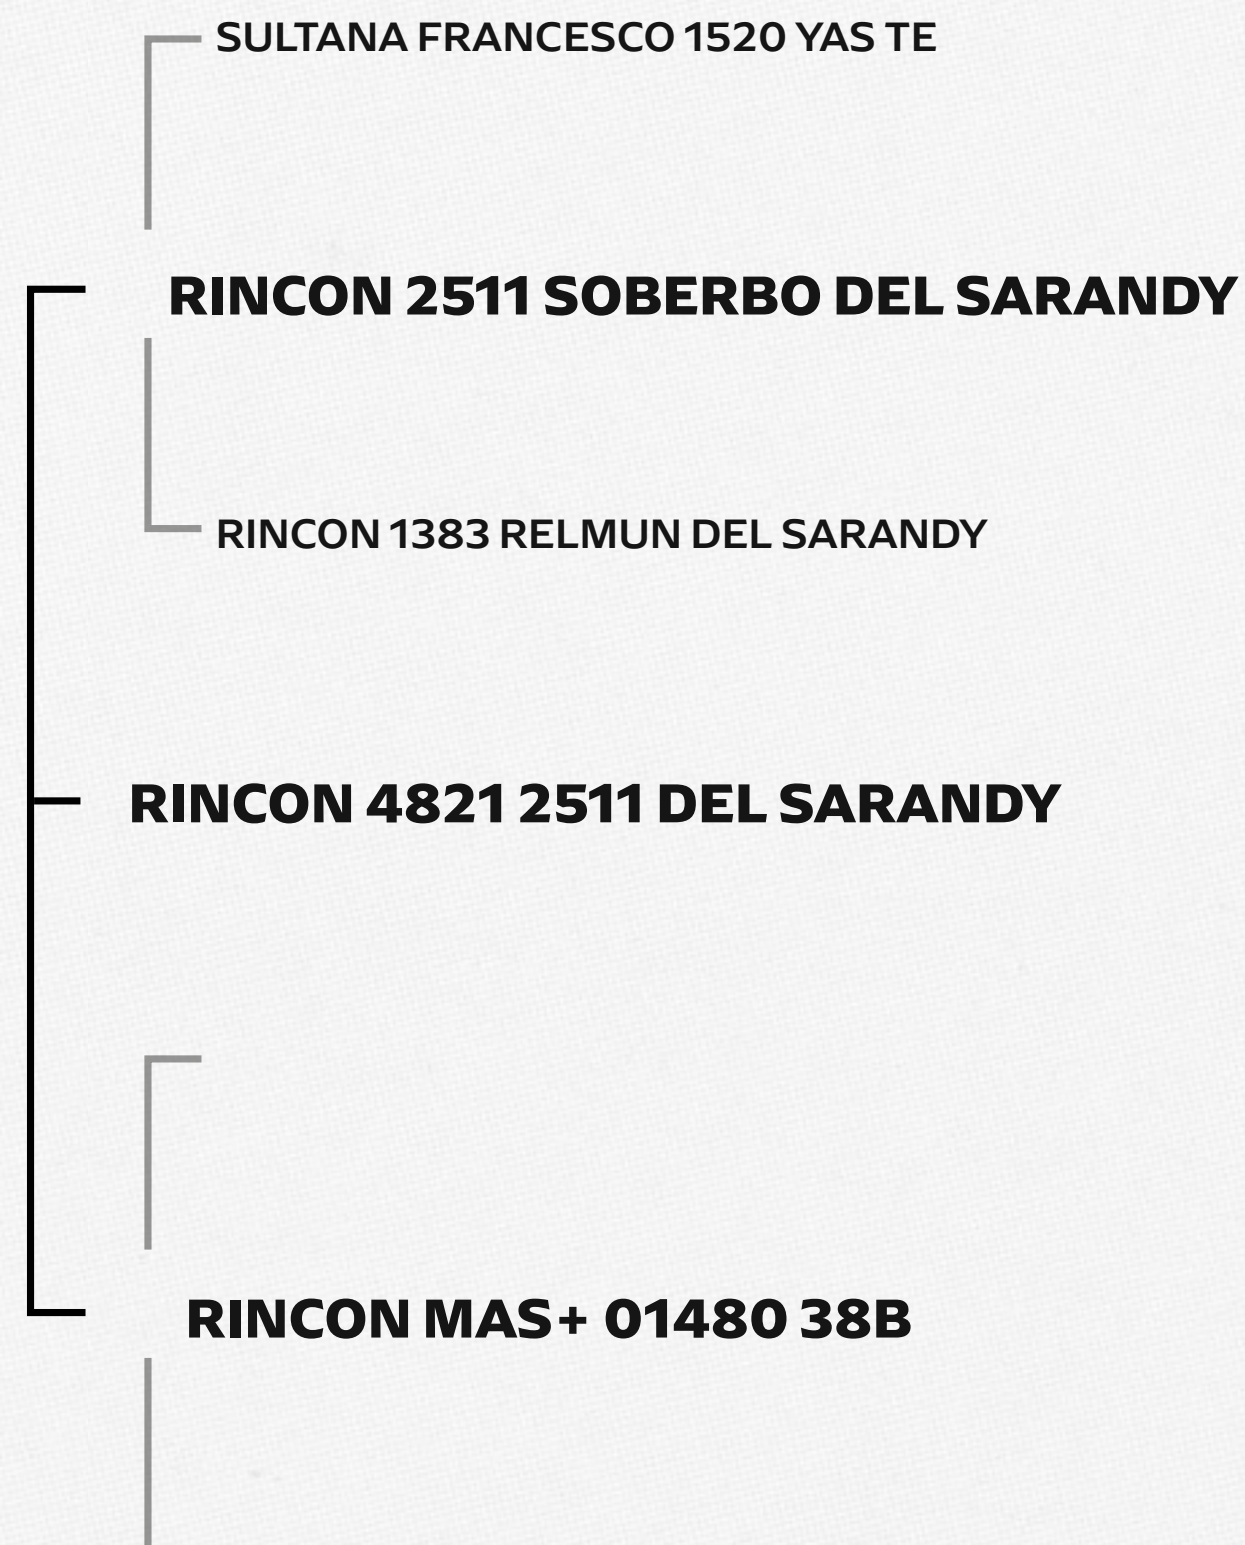 SULTANA FRANCESCO 1520 YAS TE
RINCON 2511 SOBERBO DEL SARANDY
RINCON 1383 RELMUN DEL SARANDY
RINCON 4821 2511 DEL SARANDY
RINCON MAS+ 01480 38B